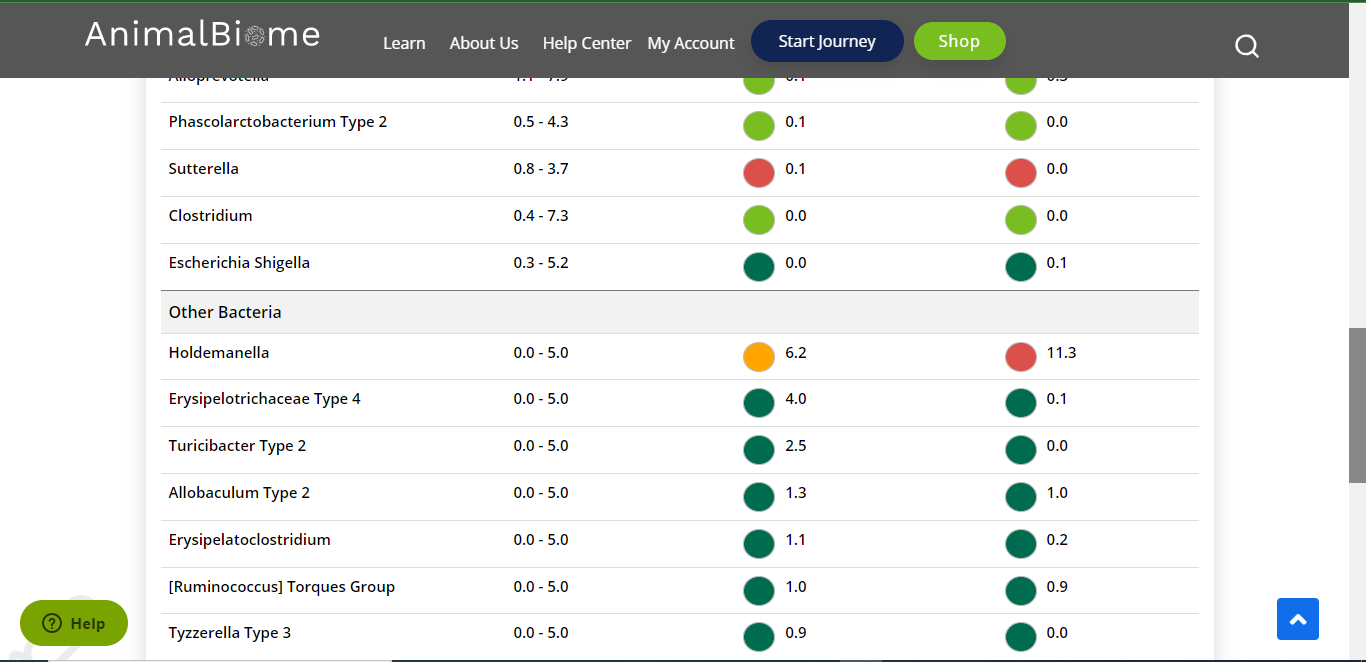 AnimalBiome
Learn About Us Help Center My Account Start Journey Shop
Alloprevotella
Phascolarctobacterium Type 2 0.5 - 4.3 0.1 0.0
Sutterella 0.8 - 3.7 0.1 0.0
Clostridium 0.4 - 7.3 0.0 0.0
Escherichia Shigella 0.3 - 5.2 0.0 0.1
Other Bacteria
Holdemanella 0.0 - 5.0 6.2 11.3
Erysipelotrichaceae Type 4 0.0 - 5.0 4.0 0.1
Turicibacter Type 2 0.0 - 5.0 2.5 0.0
Allobaculum Type 2 0.0 - 5.0 1.3 1.0
Erysipelatoclostridium 0.0 - 5.0 1.1 0.2
[Ruminococcus] Torques Group 0.0 - 5.0 1.0 0.9
Tyzzerella Type 3 0.0 - 5.0 0.9 0.0
Help